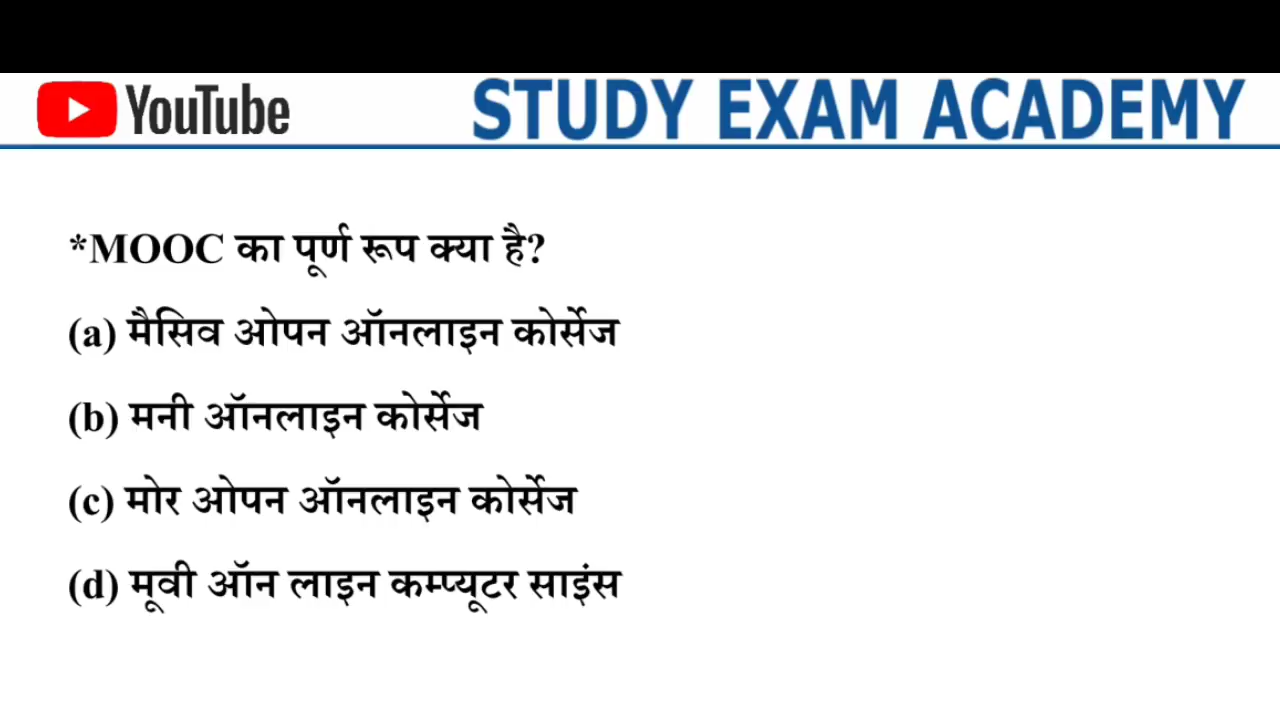 YouTube STUDY EXAM ACADEMY
*MOOC का पूर्ण रूप क्या है?
(a) मैसिव ओपन ऑनलाइन कोर्सेज
(b) मनी ऑनलाइन कोर्सेज
(c) मोर ओपन ऑनलाइन कोर्सेज
(d) मूवी ऑन लाइन कम्प्यूटर साइंस